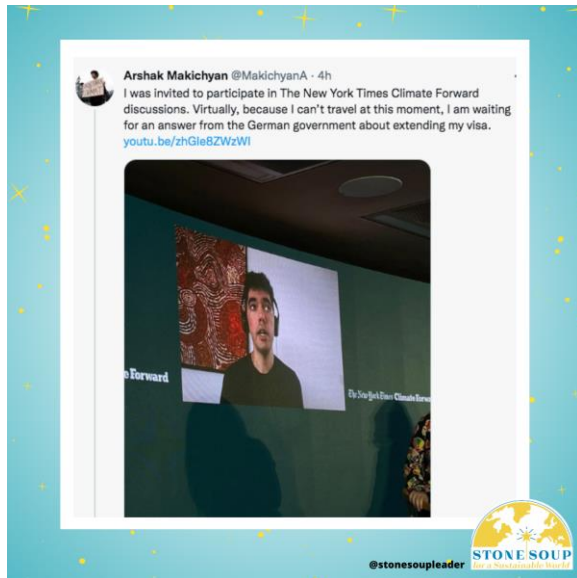 Arshak Makichyan @MakichyanA · 4h
I was invited to participate in The New York Times Climate Forward
discussions. Virtually, because I can't travel at this moment, I am waiting
for an answer from the German government about extending my visa.
youtu.be/zhGle8ZWzWI
e Forward
The New York Times Climate Forwa
@stonesoupleader
STONE SOUP
for a Sustainable World